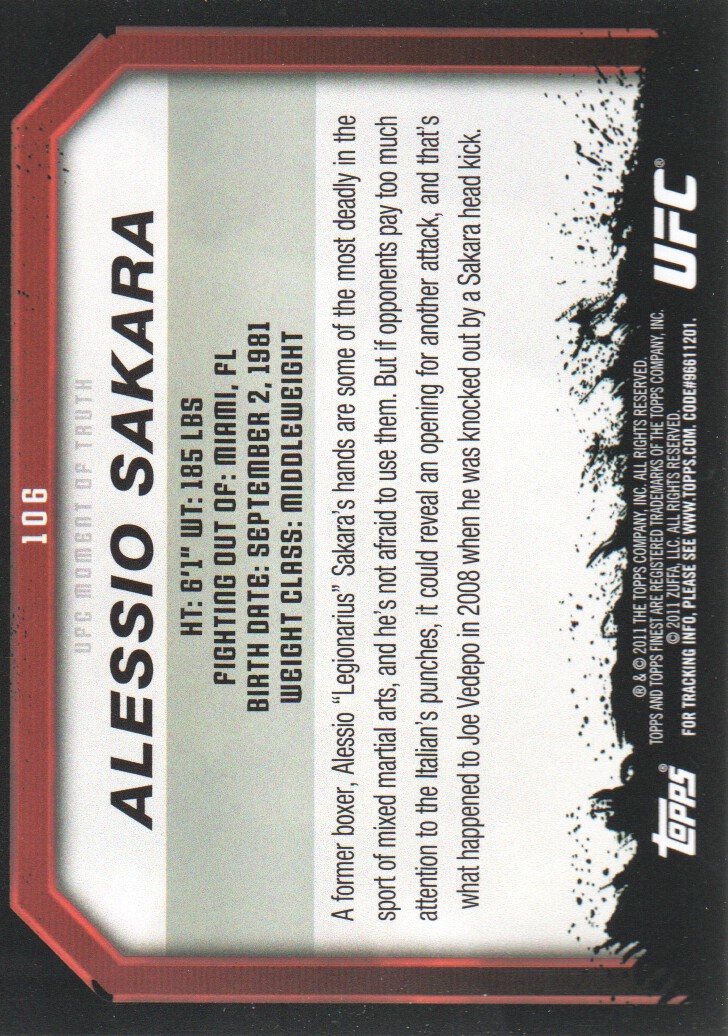 106
UFC MOMENT OF TRUTH
ALESSIO SAKARA
HT: 6'1" WT: 185 LBS
FIGHTING OUT OF: MIAMI, FL
BIRTH DATE: SEPTEMBER 2, 1981
WEIGHT CLASS: MIDDLEWEIGHT
A former boxer, Alessio “Legionarius” Sakara’s hands are some of the most deadly in the
sport of mixed martial arts, and he’s not afraid to use them. But if opponents pay too much
attention to the Italian’s punches, it could reveal an opening for another attack, and that’s
what happened to Joe Vedepo in 2008 when he was knocked out by a Sakara head kick.
® & © 2011 THE TOPPS COMPANY, INC. ALL RIGHTS RESERVED.
TOPPS AND TOPPS FINEST ARE REGISTERED TRADEMARKS OF THE TOPPS COMPANY, INC.
© 2011 ZUFFA, LLC. ALL RIGHTS RESERVED.
FOR TRACKING INFO, PLEASE SEE WWW.TOPPS.COM. CODE#96611201.
TOPPS®
UFC®